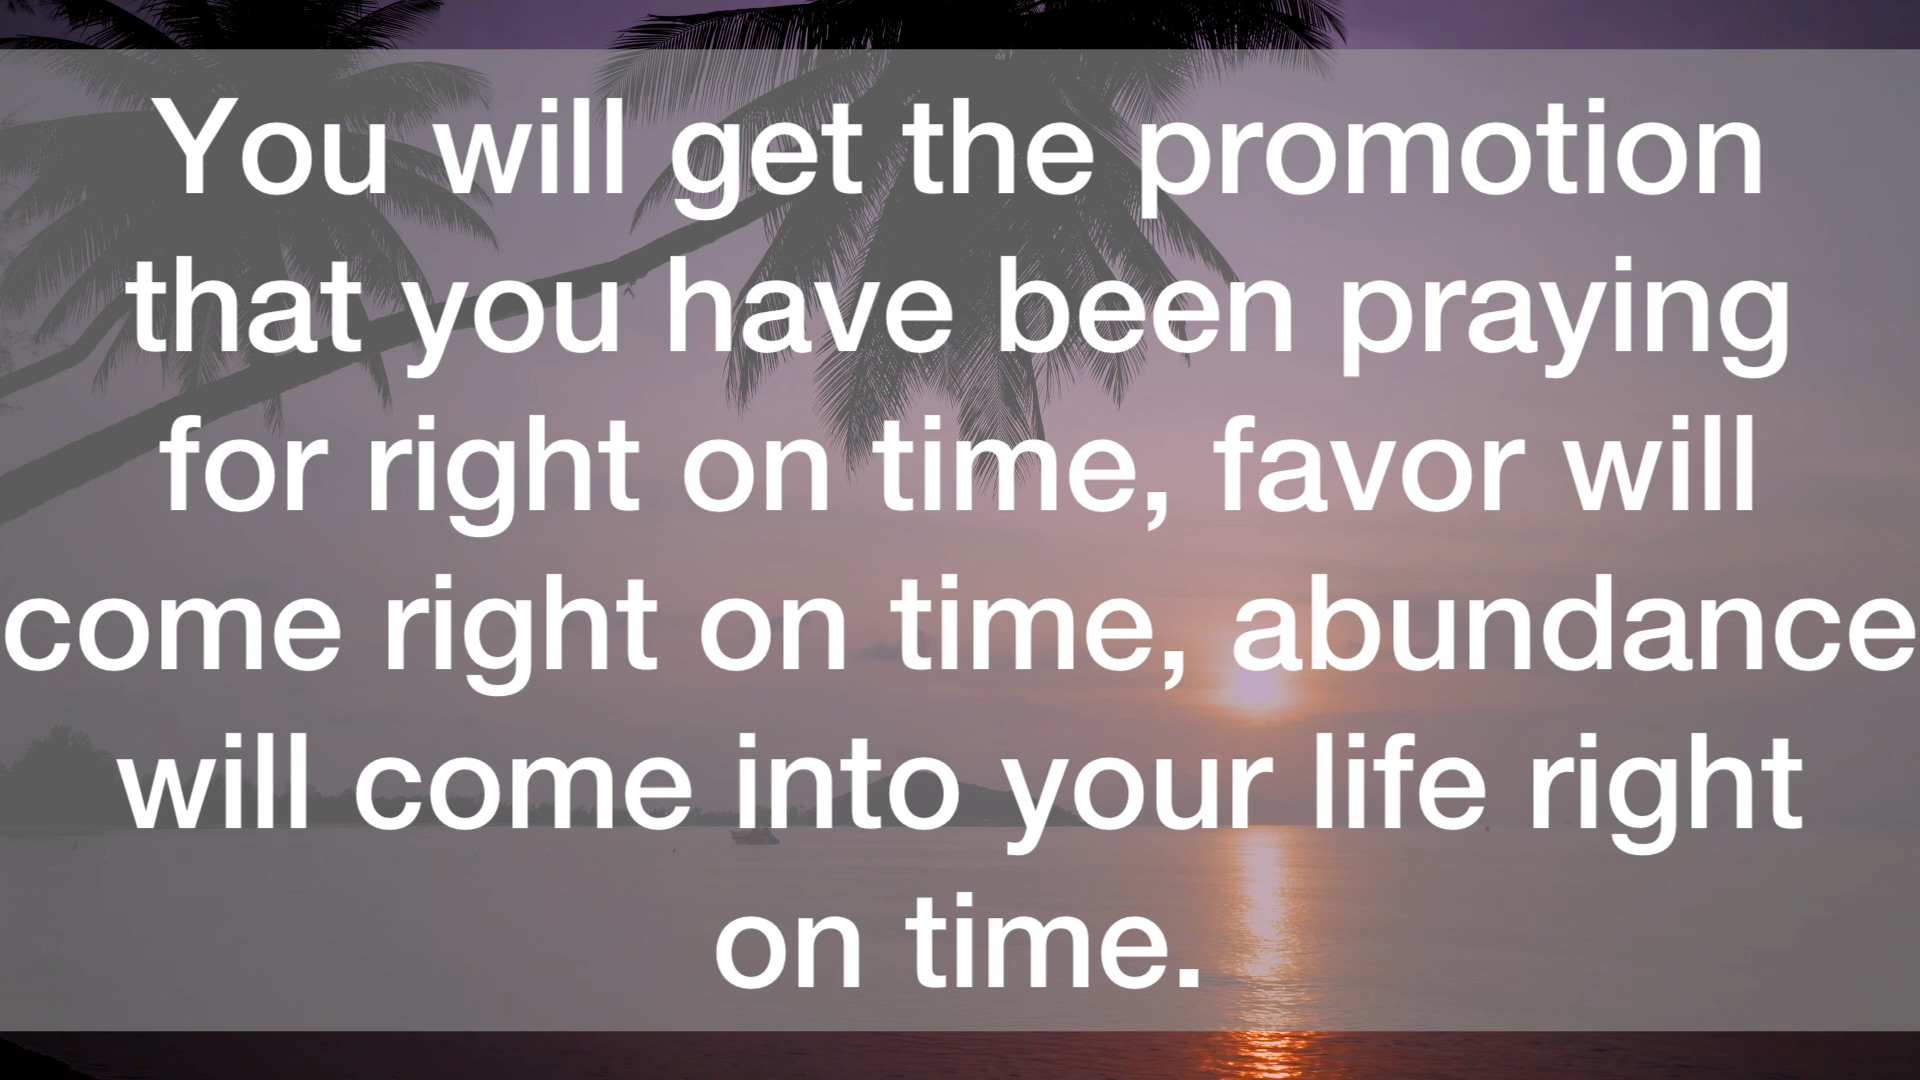 You will get the promotion
that you have been praying
for right on time, favor will
come right on time, abundance
will come into your life right
on time.